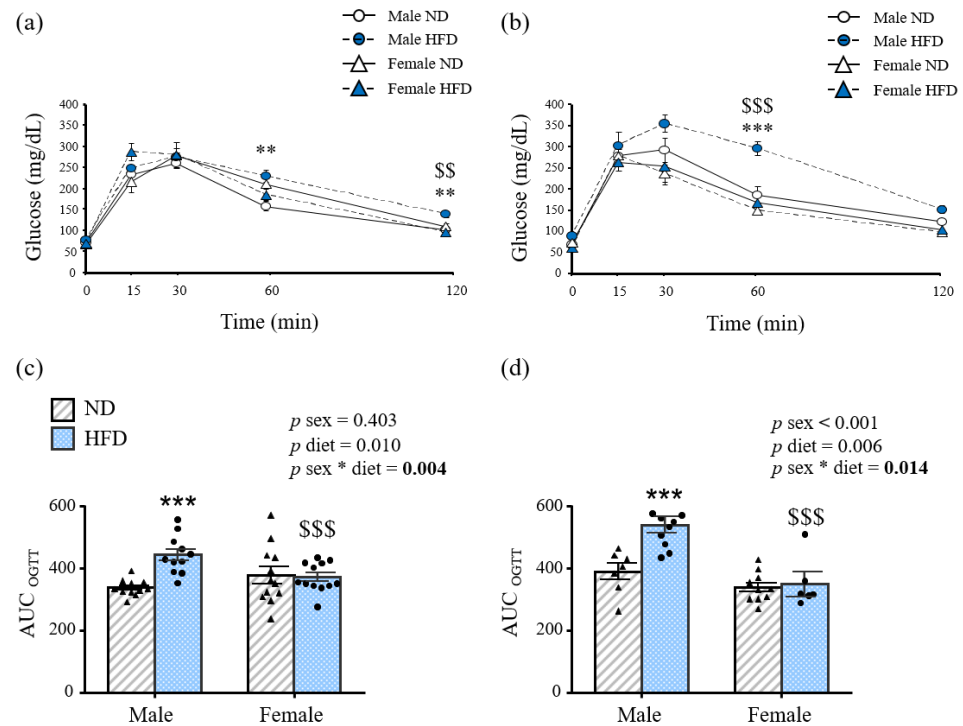 (a)
Male ND
Male HFD
Female ND
Female HFD
Glucose (mg/dL)
400
350
300
250
200
150
100
50
0
**
$$
**
0 15 30 60 120
Time (min)
(b)
Male ND
Male HFD
Female ND
Female HFD
Glucose (mg/dL)
400
350
300
250
200
150
100
50
0
$$$
***
0 15 30 60 120
Time (min)
(c)
ND
HFD
p sex = 0.403
p diet = 0.010
p sex * diet = 0.004
AUC OGTT
600
400
200
0
***
$$$
Male Female
(d)
p sex < 0.001
p diet = 0.006
p sex * diet = 0.014
AUC OGTT
600
400
200
0
***
$$$
Male Female